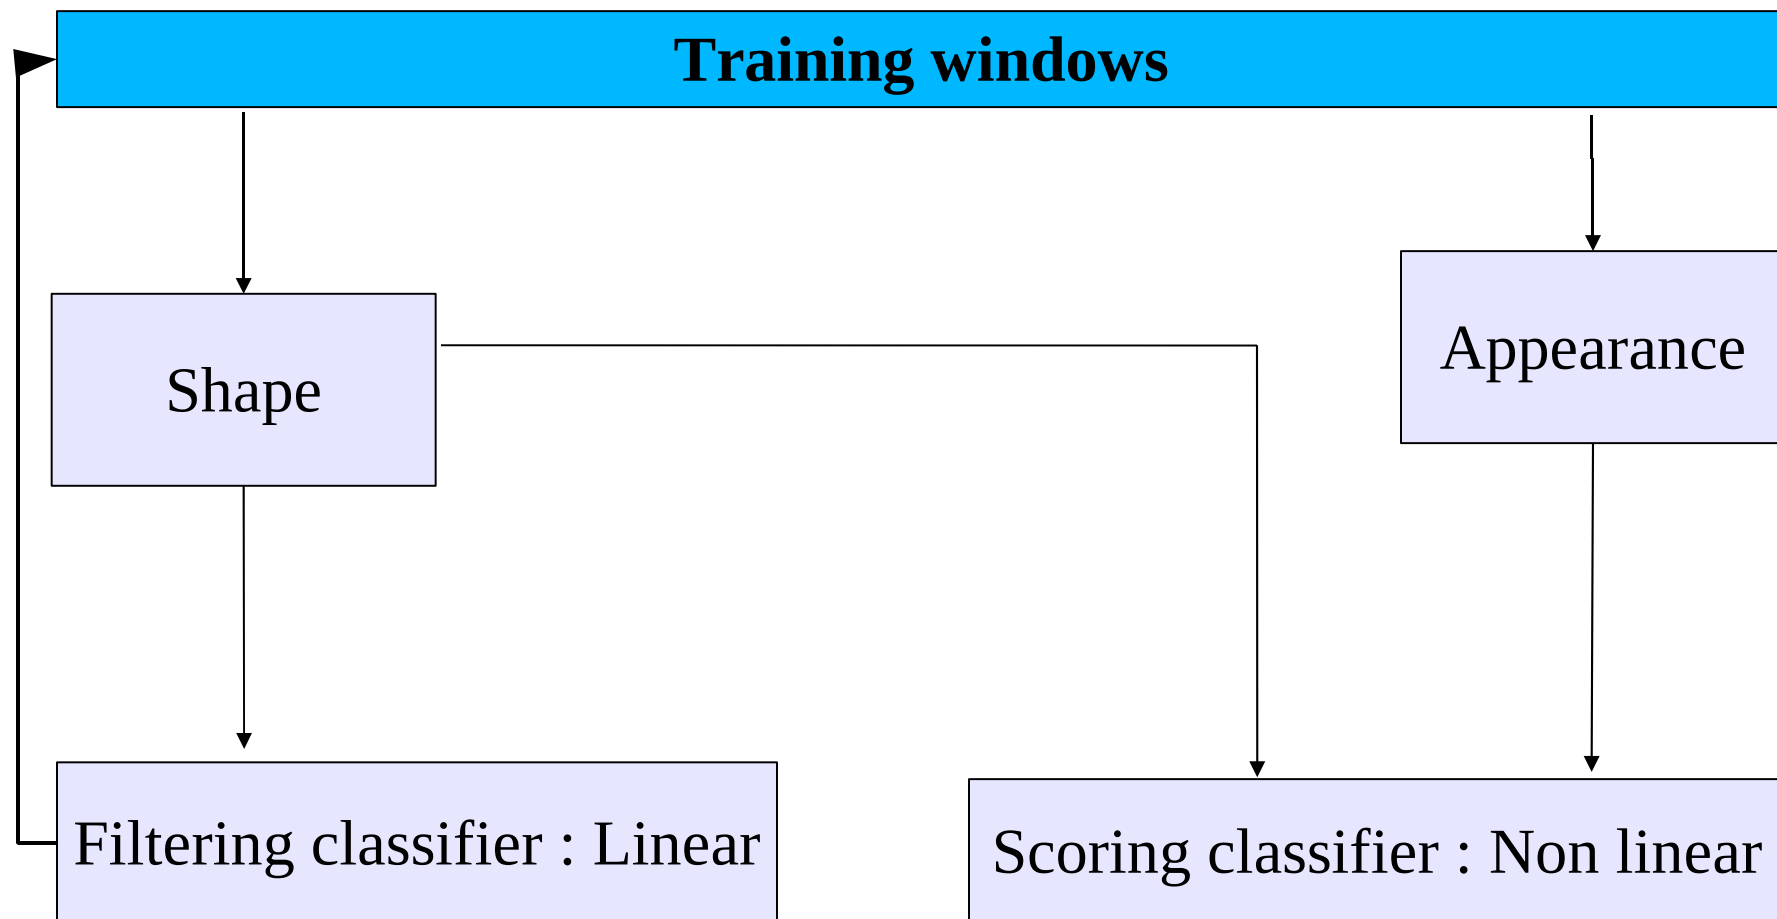 Training windows
Appearance
Shape
Filtering classifier : Linear
Scoring classifier : Non linear